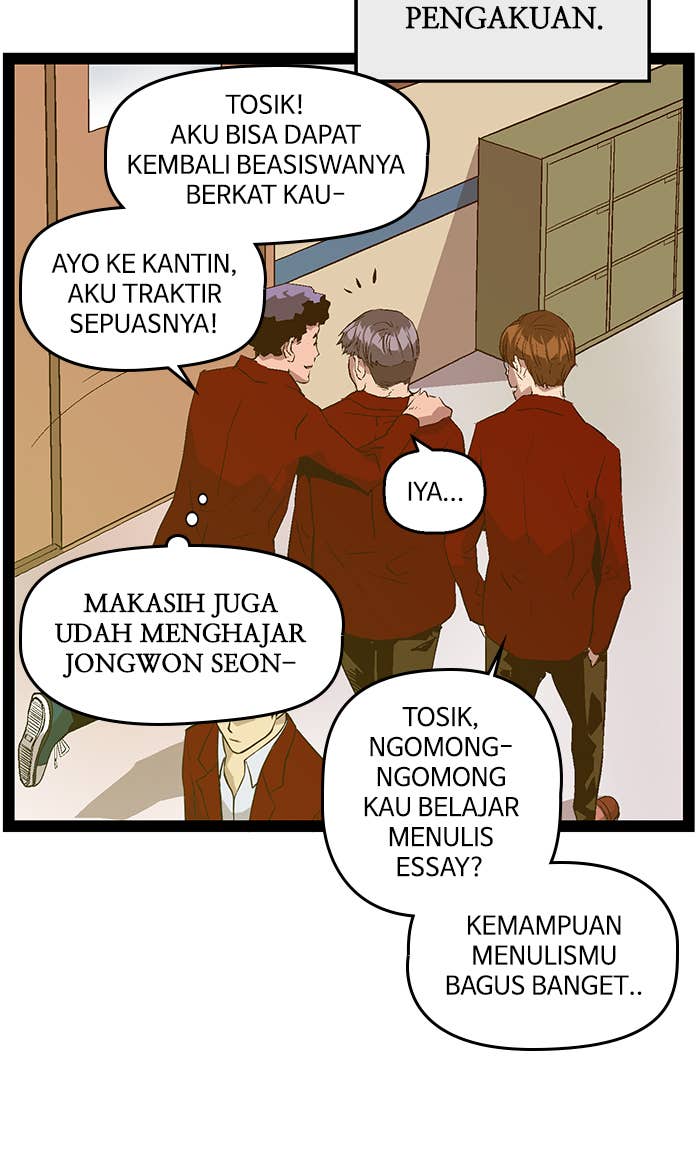 PENGAKUAN.
TOSIK!
AKU BISA DAPAT
KEMBALI BEASISWANYA
BERKAT KAU-
AYO KE KANTIN,
AKU TRAKTIR
SEPUASNYA!
IYA...
MAKASIH JUGA
UDAH MENGHAJAR
JONGWON SEON-
TOSIK,
NGOMONG-
NGOMONG
KAU BELAJAR
MENULIS
ESSAY?
KEMAMPUAN
MENULISMU
BAGUS BANGET..